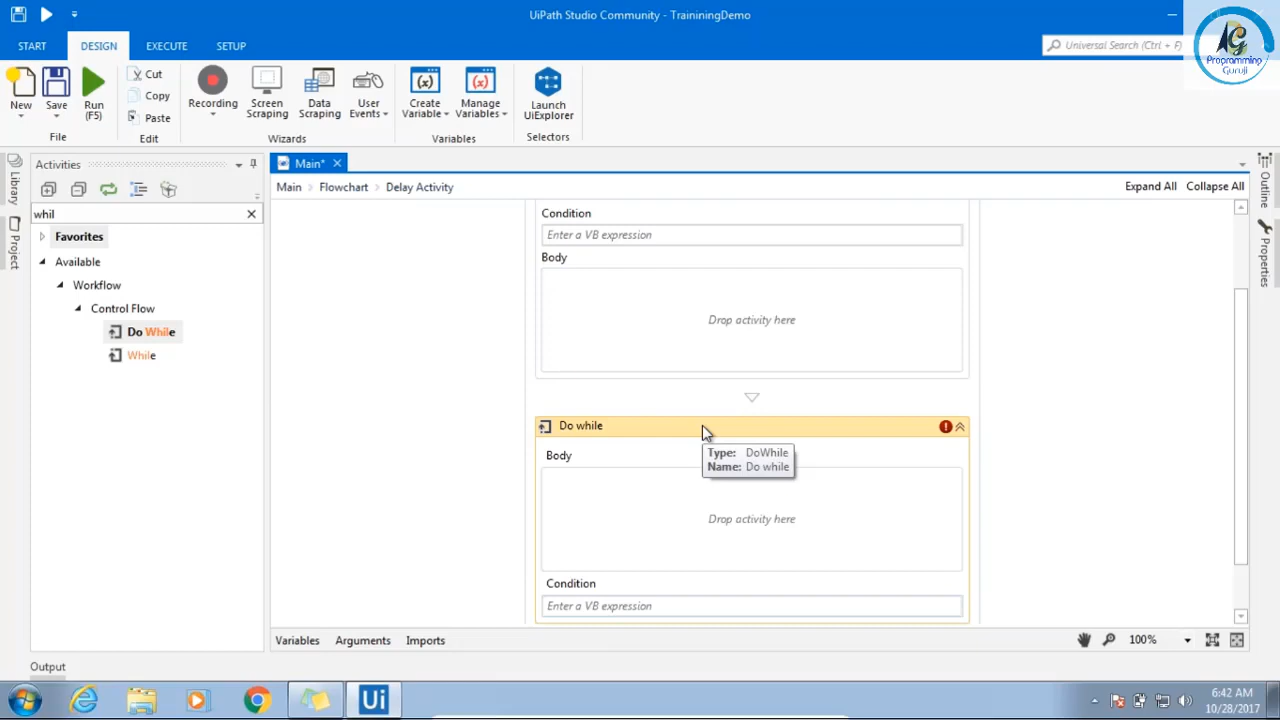 UiPath Studio Community - TraininingDemo
START
DESIGN
EXECUTE
SETUP
Universal Search (Ctrl + F)
Programming
Guruji
New
Save
Run
(F5)
Cut
Copy
Paste
Recording
Screen
Scraping
Data
Scraping
User
Events
Create
Variable
Manage
Variables
Launch
UiExplorer
File
Edit
Wizards
Variables
Selectors
Library
Project
Activities
whil
Favorites
Available
Workflow
Control Flow
Do While
While
Main*
Main > Flowchart > Delay Activity
Expand All
Collapse All
Condition
Enter a VB expression
Body
Drop activity here
Do while
Type: DoWhile
Name: Do while
Body
Drop activity here
Condition
Enter a VB expression
Outline
Properties
Variables
Arguments
Imports
100%
Output
Ui
6:42 AM
10/28/2017